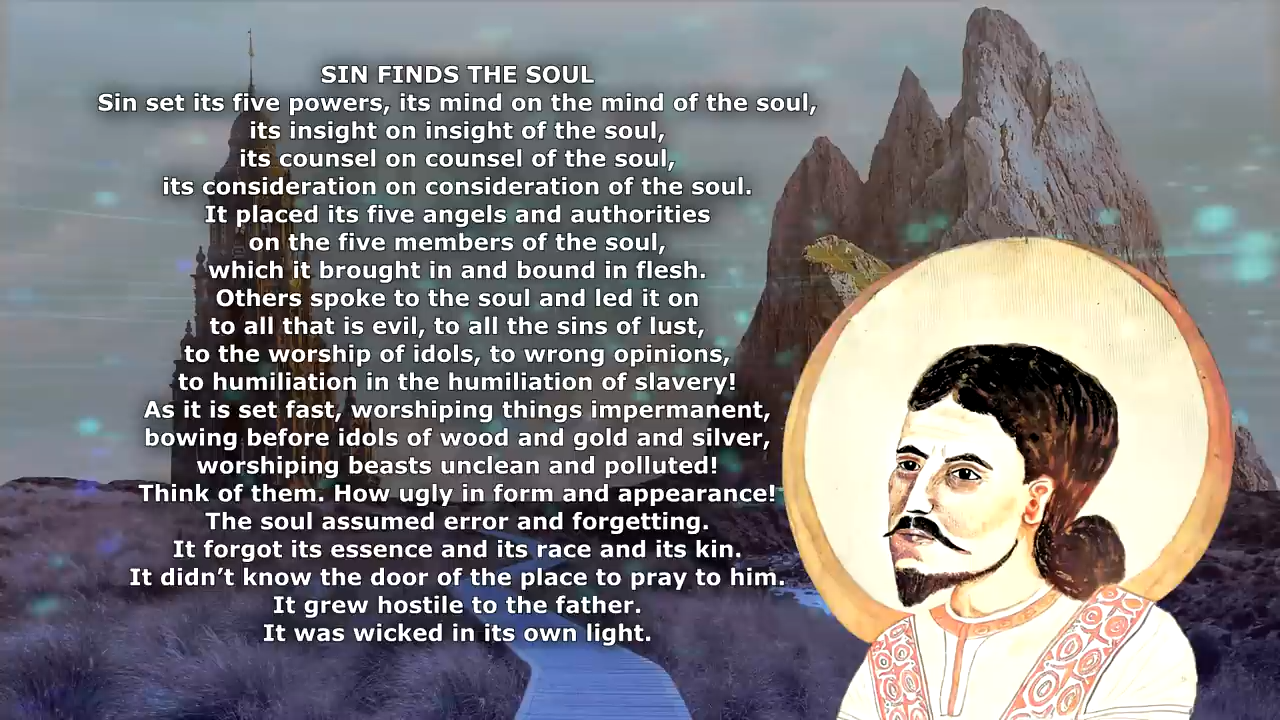 SIN FINDS THE SOUL
Sin set its five powers, its mind on the mind of the soul,
its insight on insight of the soul,
its counsel on counsel of the soul,
its consideration on consideration of the soul.
It placed its five angels and authorities
on the five members of the soul,
which it brought in and bound in flesh.
Others spoke to the soul and led it on
to all that is evil, to all the sins of lust,
to the worship of idols, to wrong opinions,
to humiliation in the humiliation of slavery!
As it is set fast, worshiping things impermanent,
bowing before idols of wood and gold and silver,
worshiping beasts unclean and polluted!
Think of them. How ugly in form and appearance!
The soul assumed error and forgetting.
It forgot its essence and its race and its kin.
It didn’t know the door of the place to pray to him.
It grew hostile to the father.
It was wicked in its own light.